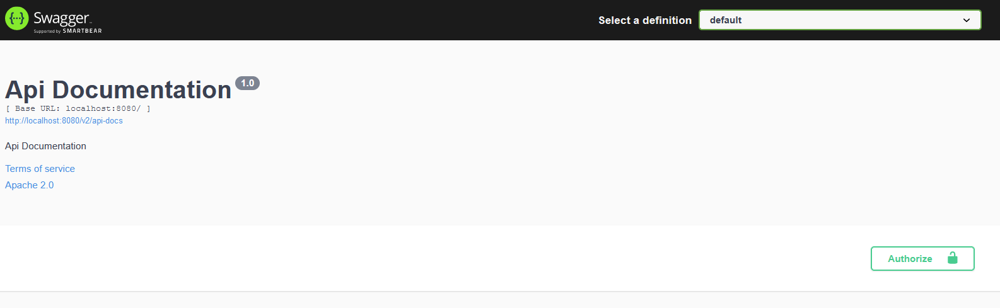 Swagger
Supported by SMARTBEAR
Select a definition
default
Api Documentation 1.0
[ Base URL: localhost:8080/ ]
http://localhost:8080/v2/api-docs
Api Documentation
Terms of service
Apache 2.0
Authorize